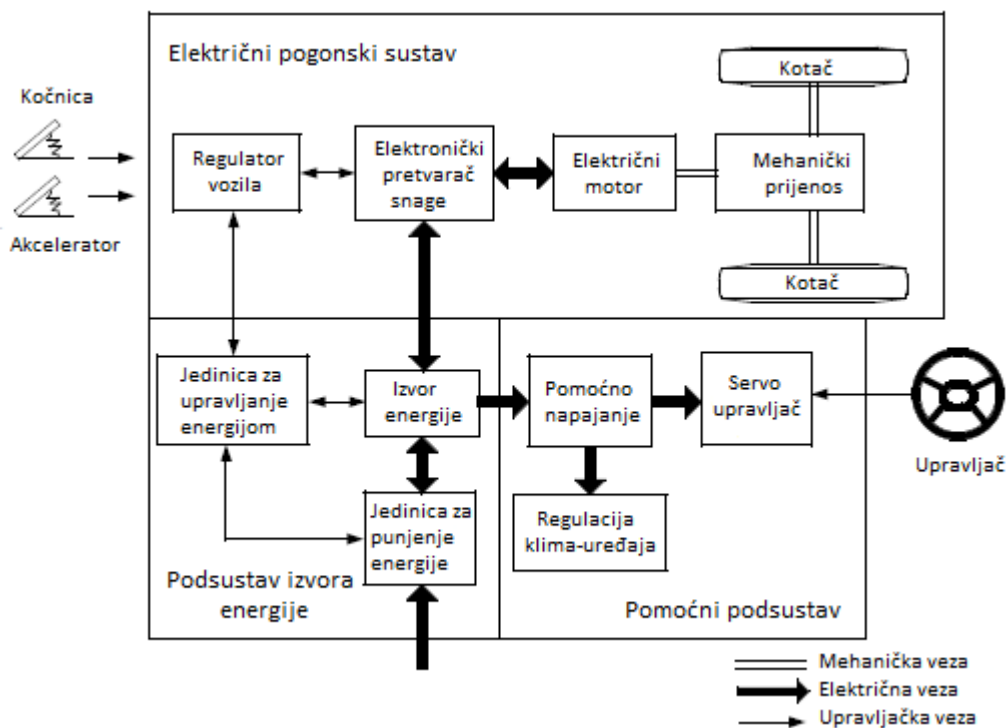 Električni pogonski sustav
Kotač
Kočnica
Regulator
vozila
Elektronički
pretvarač
snage
Električni
motor
Mehanički
prijenos
Akcelerator
Kotač
Jedinica za
upravljanje
energijom
Izvor
energije
Pomoćno
napajanje
Servo
upravljač
Upravljač
Jedinica za
punjenje
energije
Regulacija
klima-uređaja
Podsustav izvora
energije
Pomoćni podsustav
Mehanička veza
Električna veza
Upravljačka veza